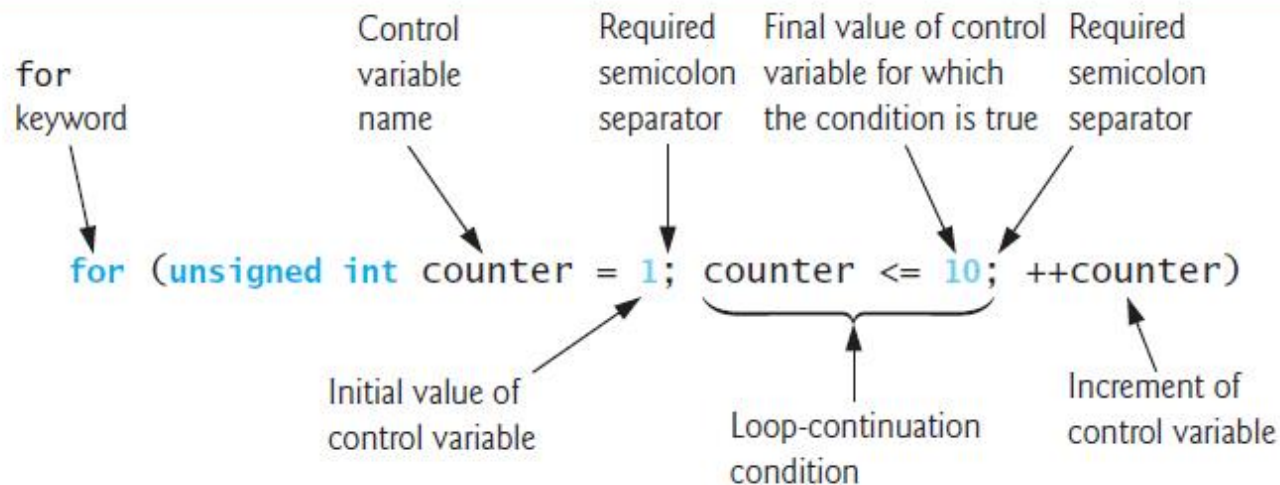 for
keyword
Control
variable
name
Required
semicolon
separator
Final value of control
variable for which
the condition is true
Required
semicolon
separator
for (unsigned int counter = 1; counter <= 10; ++counter)
Initial value of
control variable
Loop-continuation
condition
Increment of
control variable